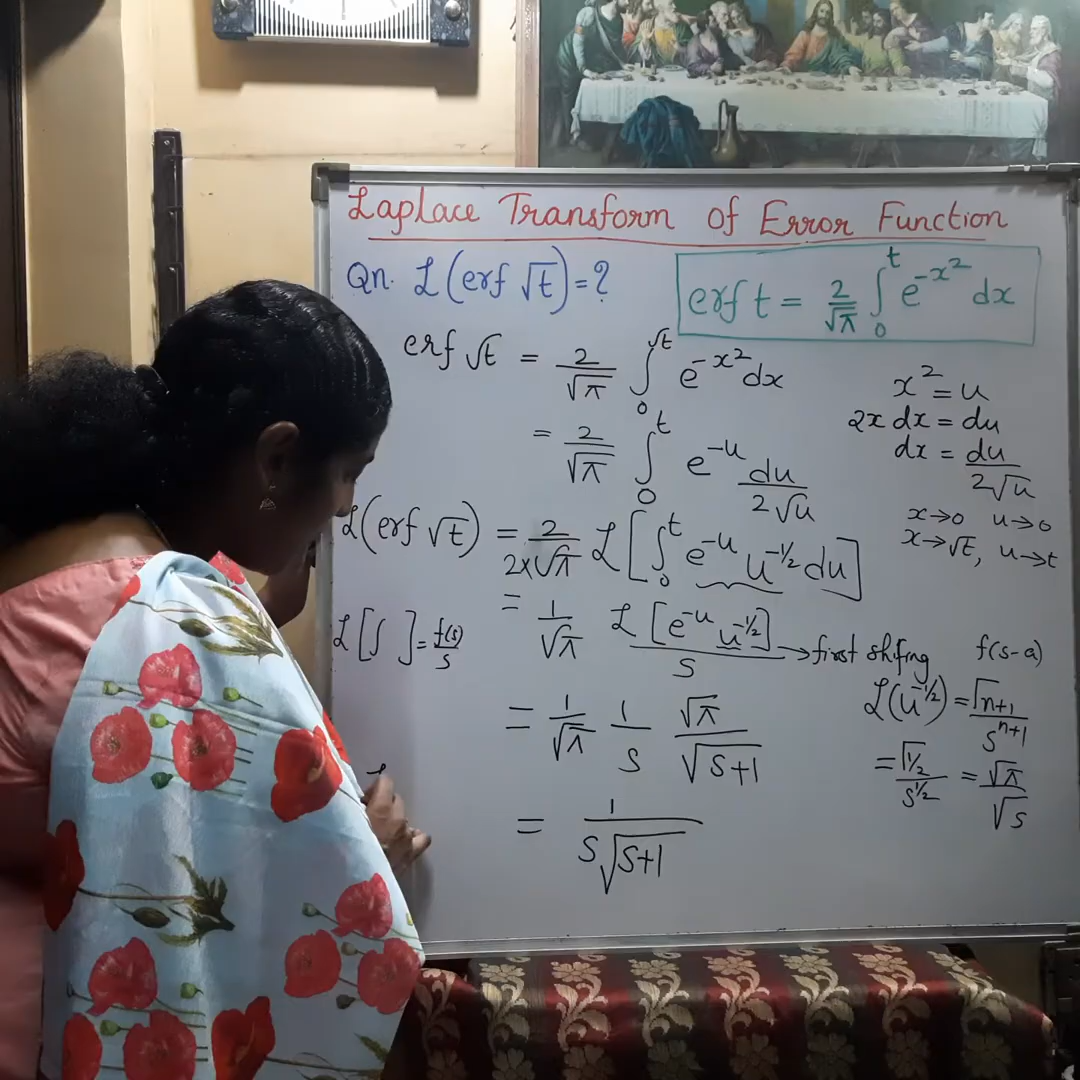 Laplace Transform of Error Function
Qn. ℒ(erf √t) = ?
erf t = 2/√π ∫₀ᵗ e^-x² dx
erf √t = 2/√π ∫₀^√t e^-x² dx
= 2/√π ∫₀ᵗ e^-u du/2√u
x² = u
2x dx = du
dx = du/2√u
x→0 u→0
x→√t, u→t
ℒ(erf √t) = 2/2×√π ℒ[∫₀ᵗ e^-u u^-1/2 du]
ℒ[∫ ] = f(s)/s
= 1/√π ℒ[e^-u u^-1/2]/s → first shifing f(s-a)
= 1/√π 1/s √π/√s+1
= 1/s√s+1
ℒ(u^-1/2) = Γn+1/s^n+1
= Γ1/2/s^1/2 = √π/√s